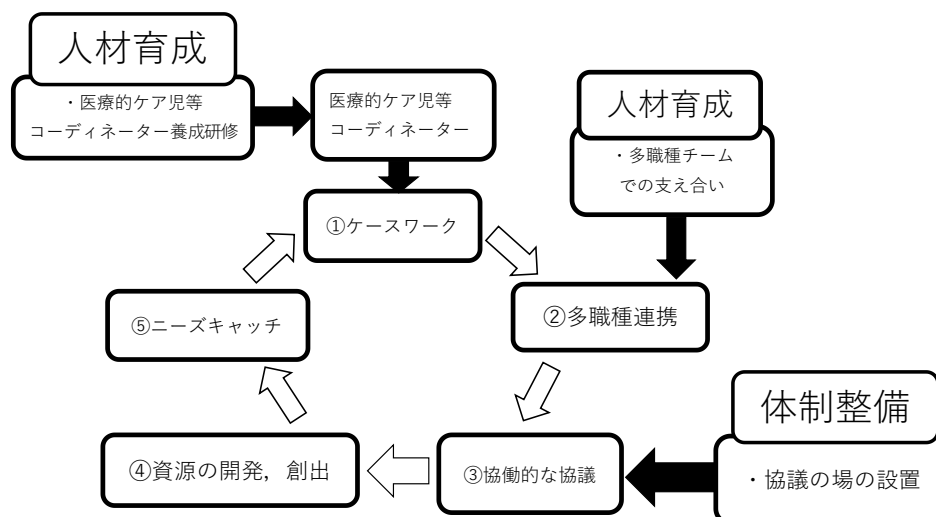 人材育成
・医療的ケア児等
コーディネーター養成研修
医療的ケア児等
コーディネーター
人材育成
・多職種チーム
での支え合い
①ケースワーク
②多職種連携
⑤ニーズキャッチ
体制整備
・協議の場の設置
③協働的な協議
④資源の開発，創出